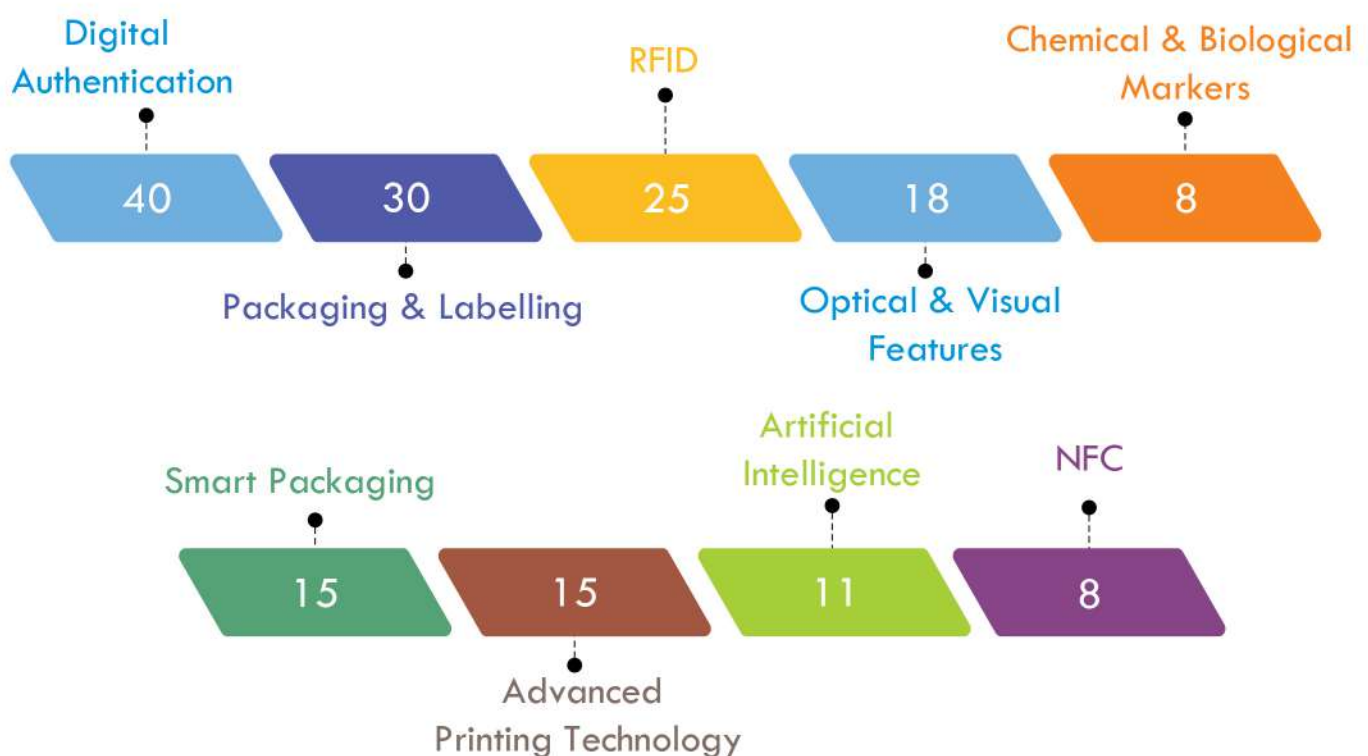 Digital
Authentication
40
30
Packaging & Labelling
RFID
25
18
Optical & Visual
Features
Chemical & Biological
Markers
8
Smart Packaging
15
15
Advanced
Printing Technology
Artificial
Intelligence
11
NFC
8